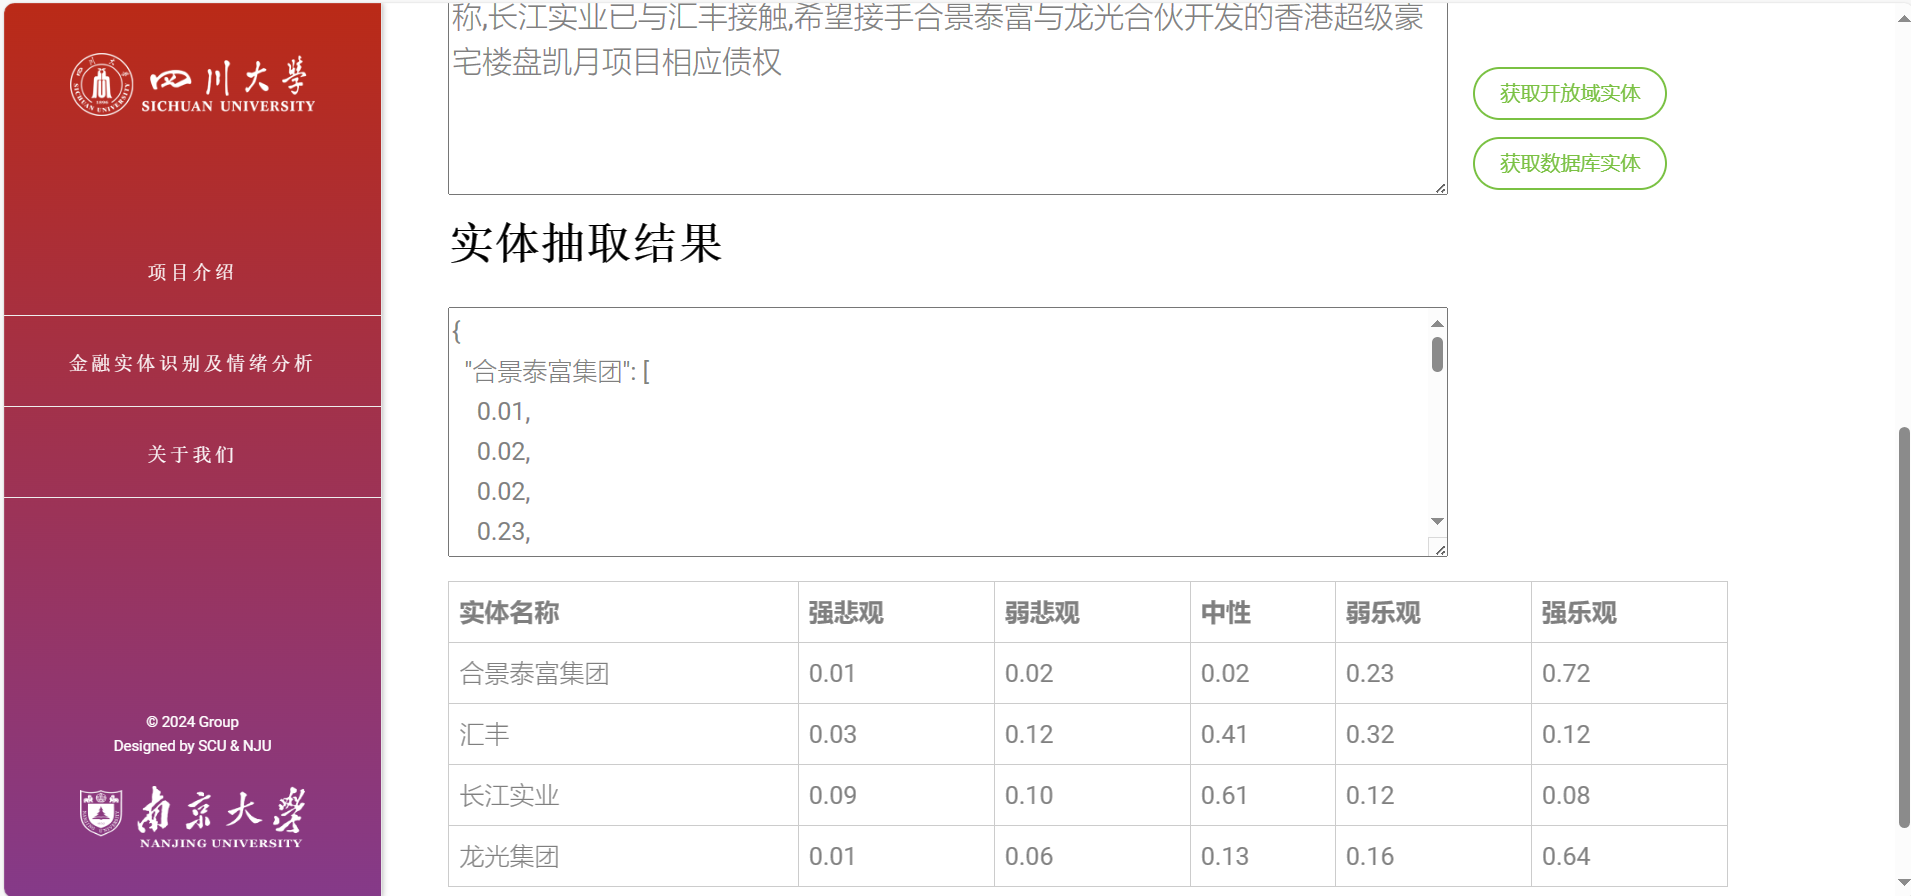 四川大学
SICHUAN UNIVERSITY
项目介绍
金融实体识别及情绪分析
关于我们
© 2024 Group
Designed by SCU & NJU
南京大学
NANJING UNIVERSITY
称,长江实业已与汇丰接触,希望接手合景泰富与龙光合伙开发的香港超级豪
宅楼盘凯月项目相应债权
获取开放域实体
获取数据库实体
实体抽取结果
{
"合景泰富集团": [
0.01,
0.02,
0.02,
0.23,
实体名称 强悲观 弱悲观 中性 弱乐观 强乐观
合景泰富集团 0.01 0.02 0.02 0.23 0.72
汇丰 0.03 0.12 0.41 0.32 0.12
长江实业 0.09 0.10 0.61 0.12 0.08
龙光集团 0.01 0.06 0.13 0.16 0.64